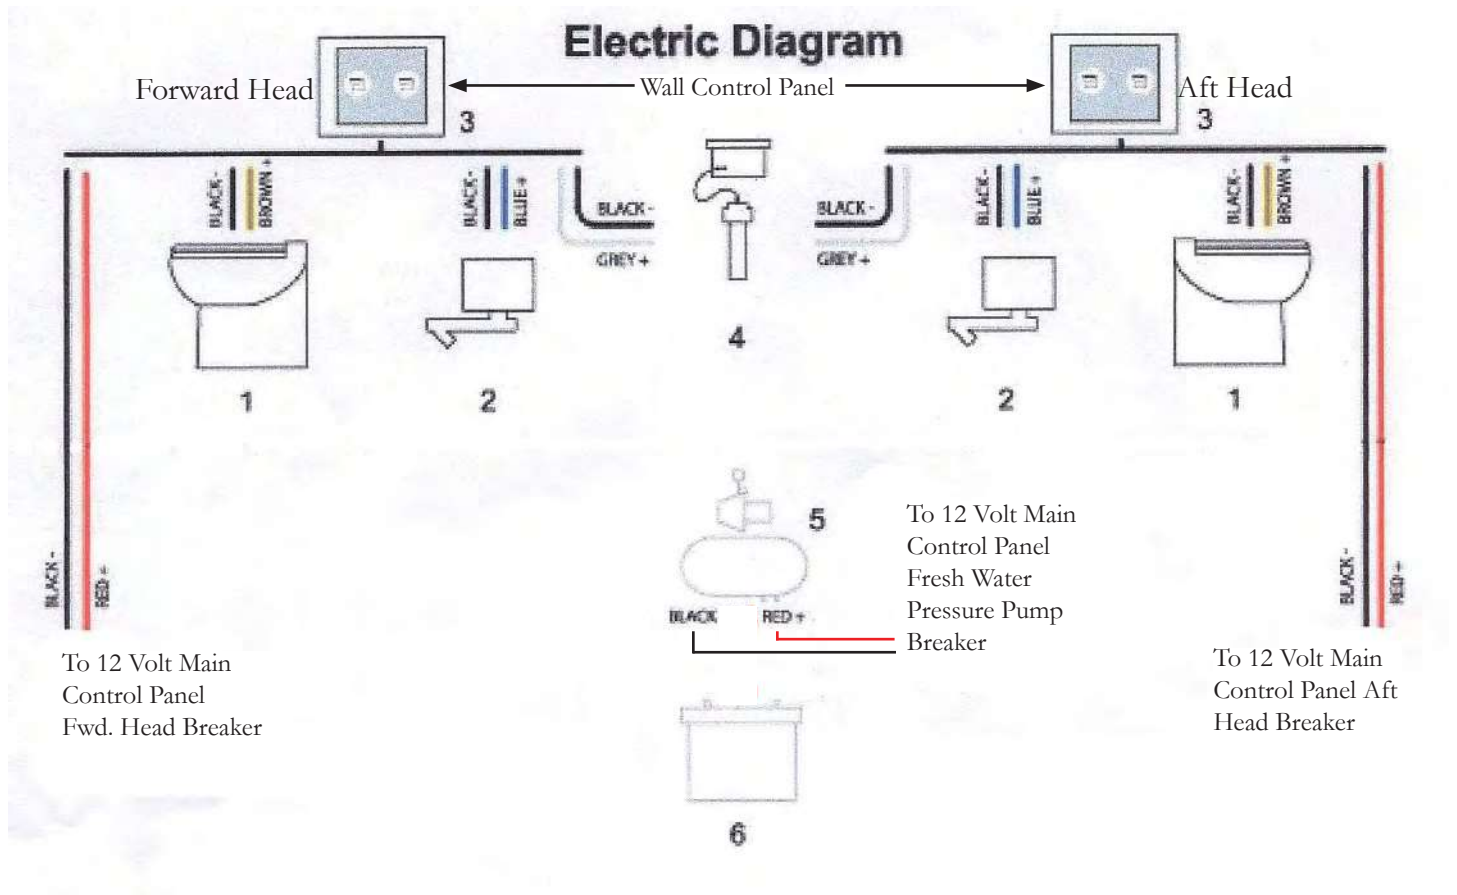 Electric Diagram
Forward Head
Wall Control Panel
Aft Head
3
3
BLACK -
BROWN +
BLACK -
BLUE +
BLACK -
GREY +
BLACK -
GREY +
BLACK -
BLUE +
BLACK -
BROWN +
1
2
4
2
1
5
To 12 Volt Main
Control Panel
Fresh Water
Pressure Pump
Breaker
BLACK -
RED +
BLACK
RED +
BLACK -
RED +
To 12 Volt Main
Control Panel
Fwd. Head Breaker
To 12 Volt Main
Control Panel Aft
Head Breaker
6